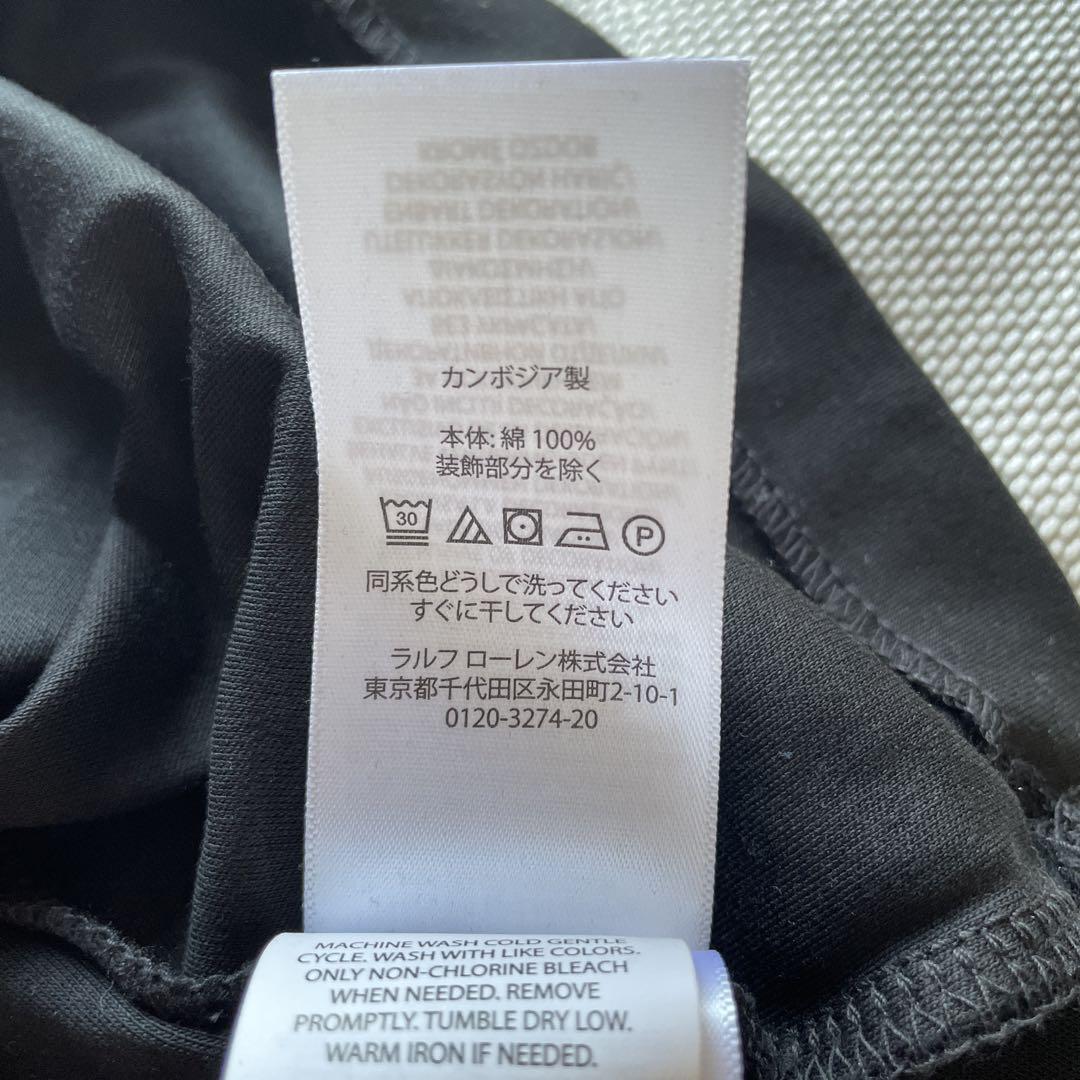 カンボジア製
本体: 綿 100%
装飾部分を除く
30
P
同系色どうしで洗ってください
すぐに干してください
ラルフ ローレン株式会社
東京都千代田区永田町2-10-1
0120-3274-20
MACHINE WASH COLD GENTLE
CYCLE. WASH WITH LIKE COLORS.
ONLY NON-CHLORINE BLEACH
WHEN NEEDED. REMOVE
PROMPTLY. TUMBLE DRY LOW.
WARM IRON IF NEEDED.